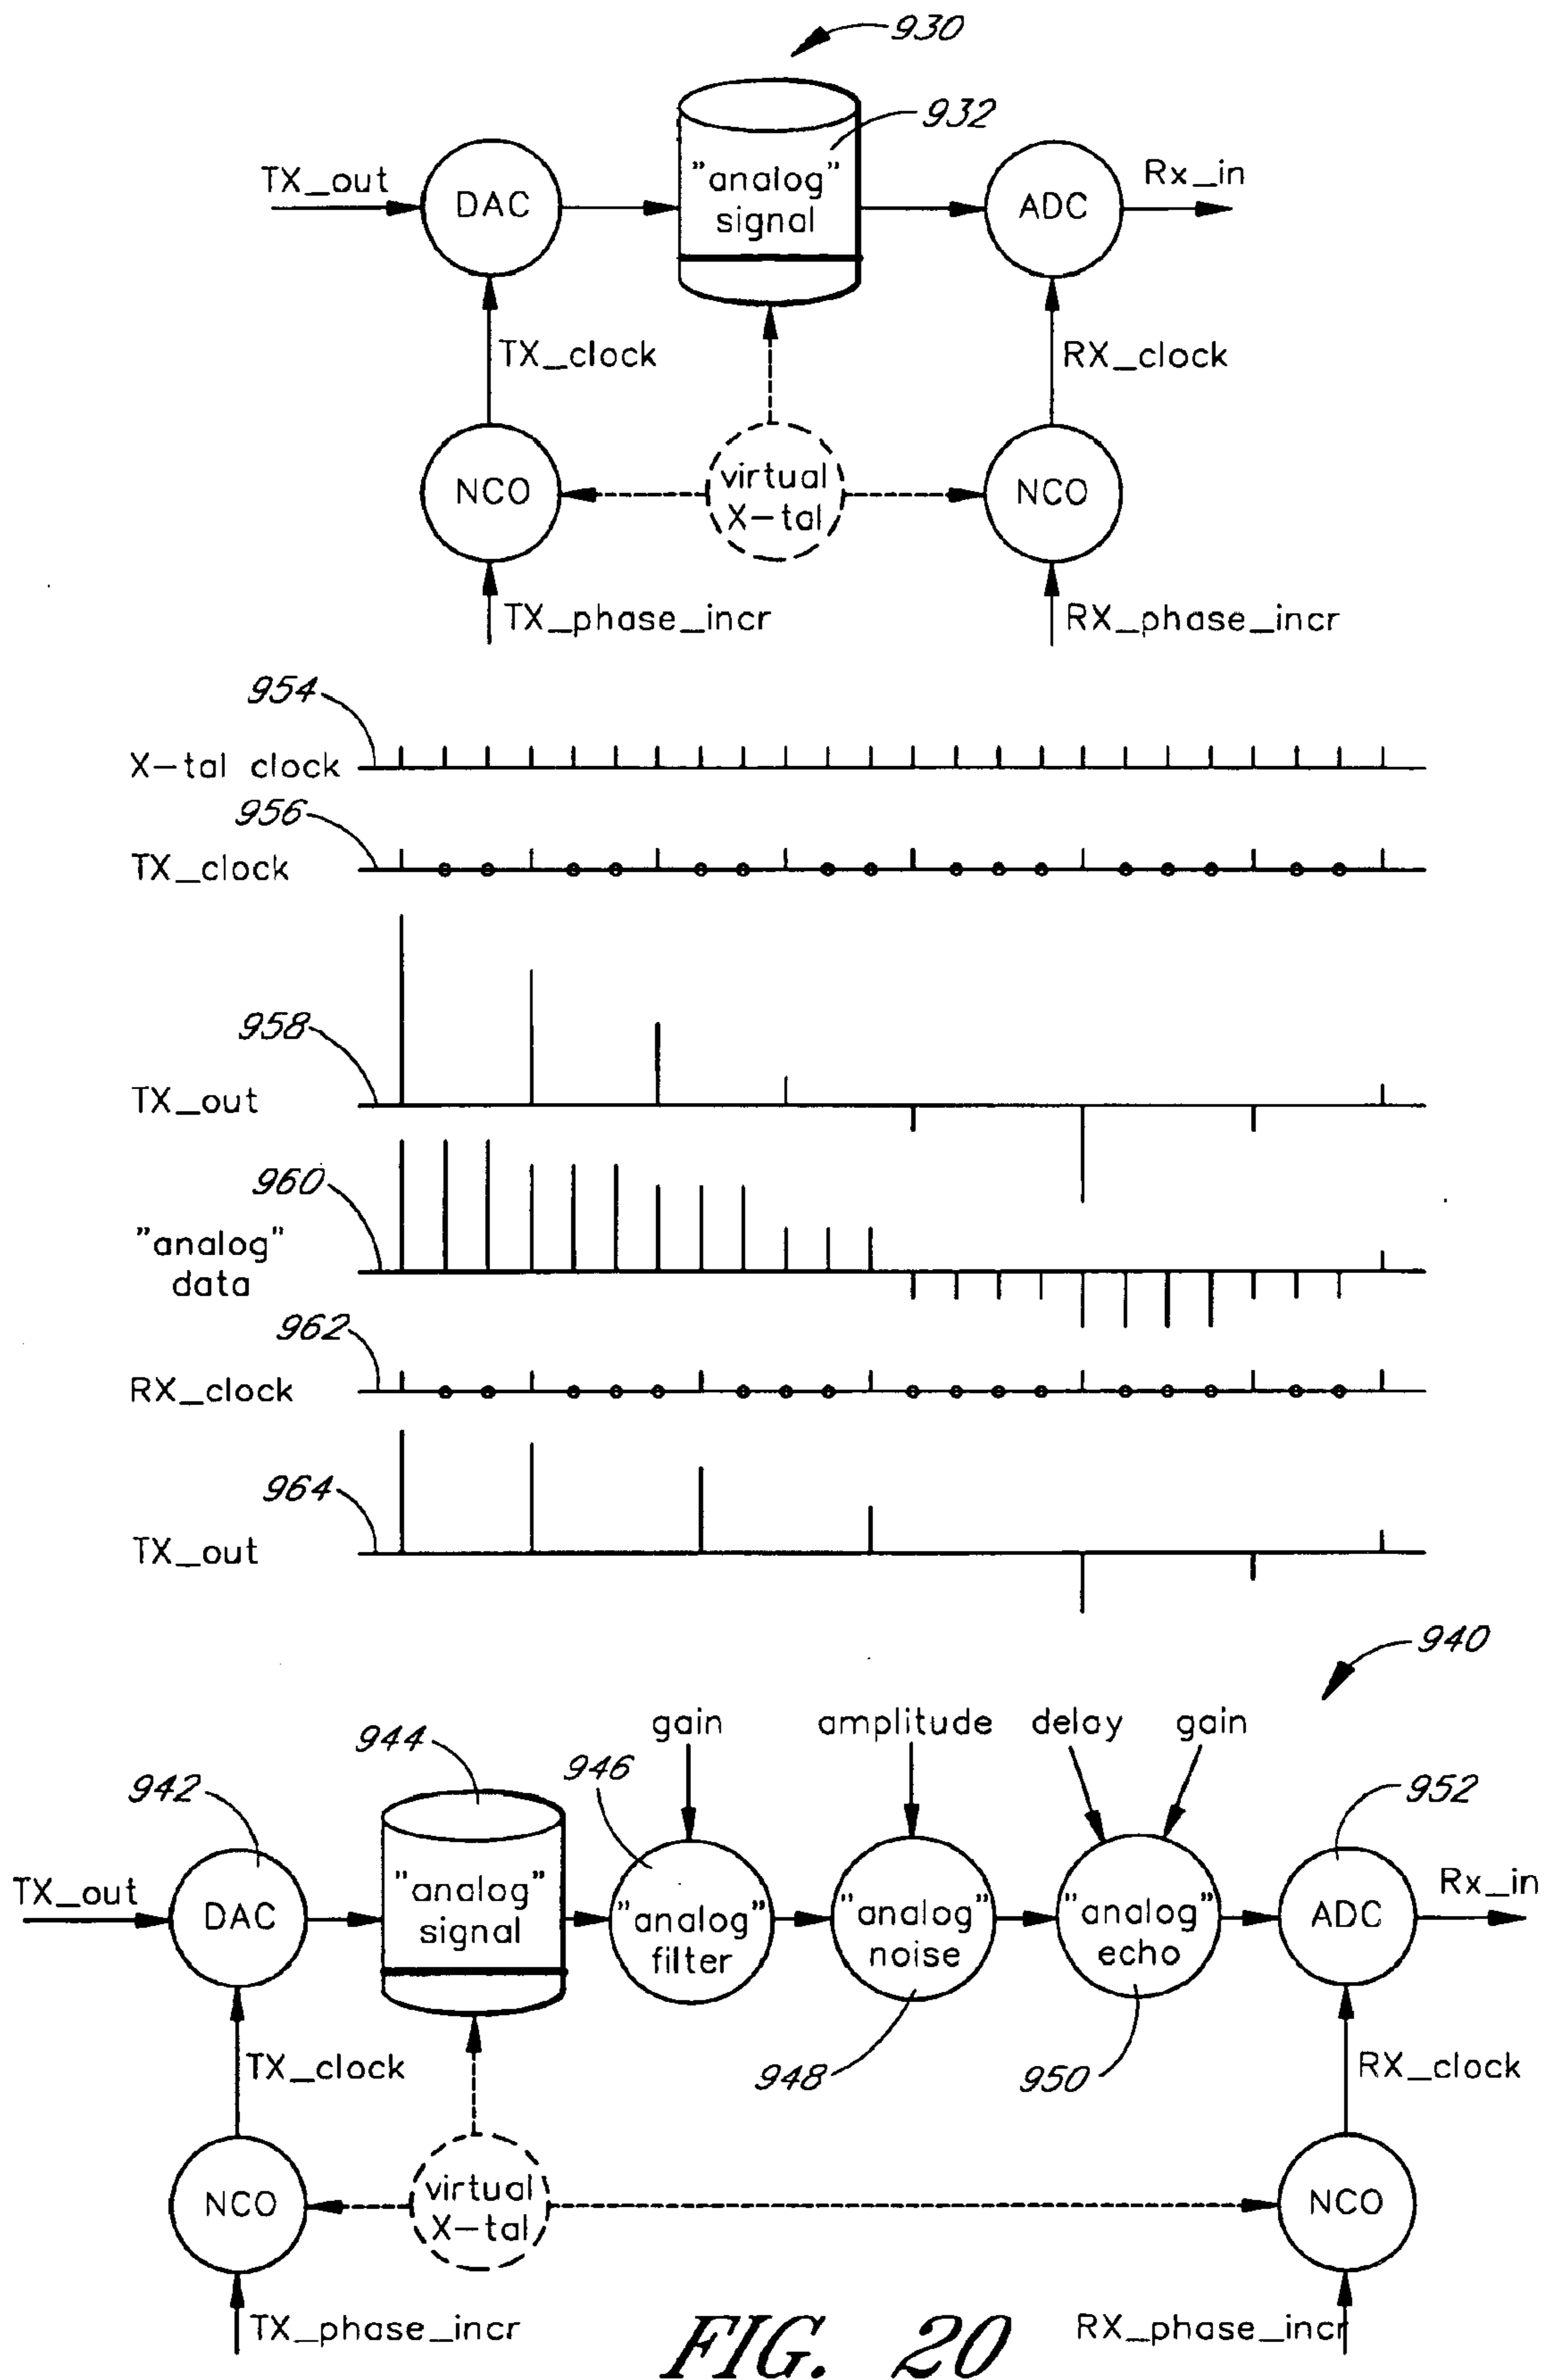 930
932
TX_out
DAC
"analog"
signal
ADC
Rx_in
TX_clock
RX_clock
NCO
virtual
X-tal
NCO
TX_phase_incr
RX_phase_incr
954
X-tal clock
956
TX_clock
958
TX_out
960
"analog"
data
962
RX_clock
964
TX_out
940
944
gain
amplitude
delay
gain
942
946
952
TX_out
DAC
"analog"
signal
"analog"
filter
"analog"
noise
"analog"
echo
ADC
Rx_in
TX_clock
948
950
RX_clock
NCO
virtual
X-tal
NCO
TX_phase_incr
RX_phase_incr
FIG. 20